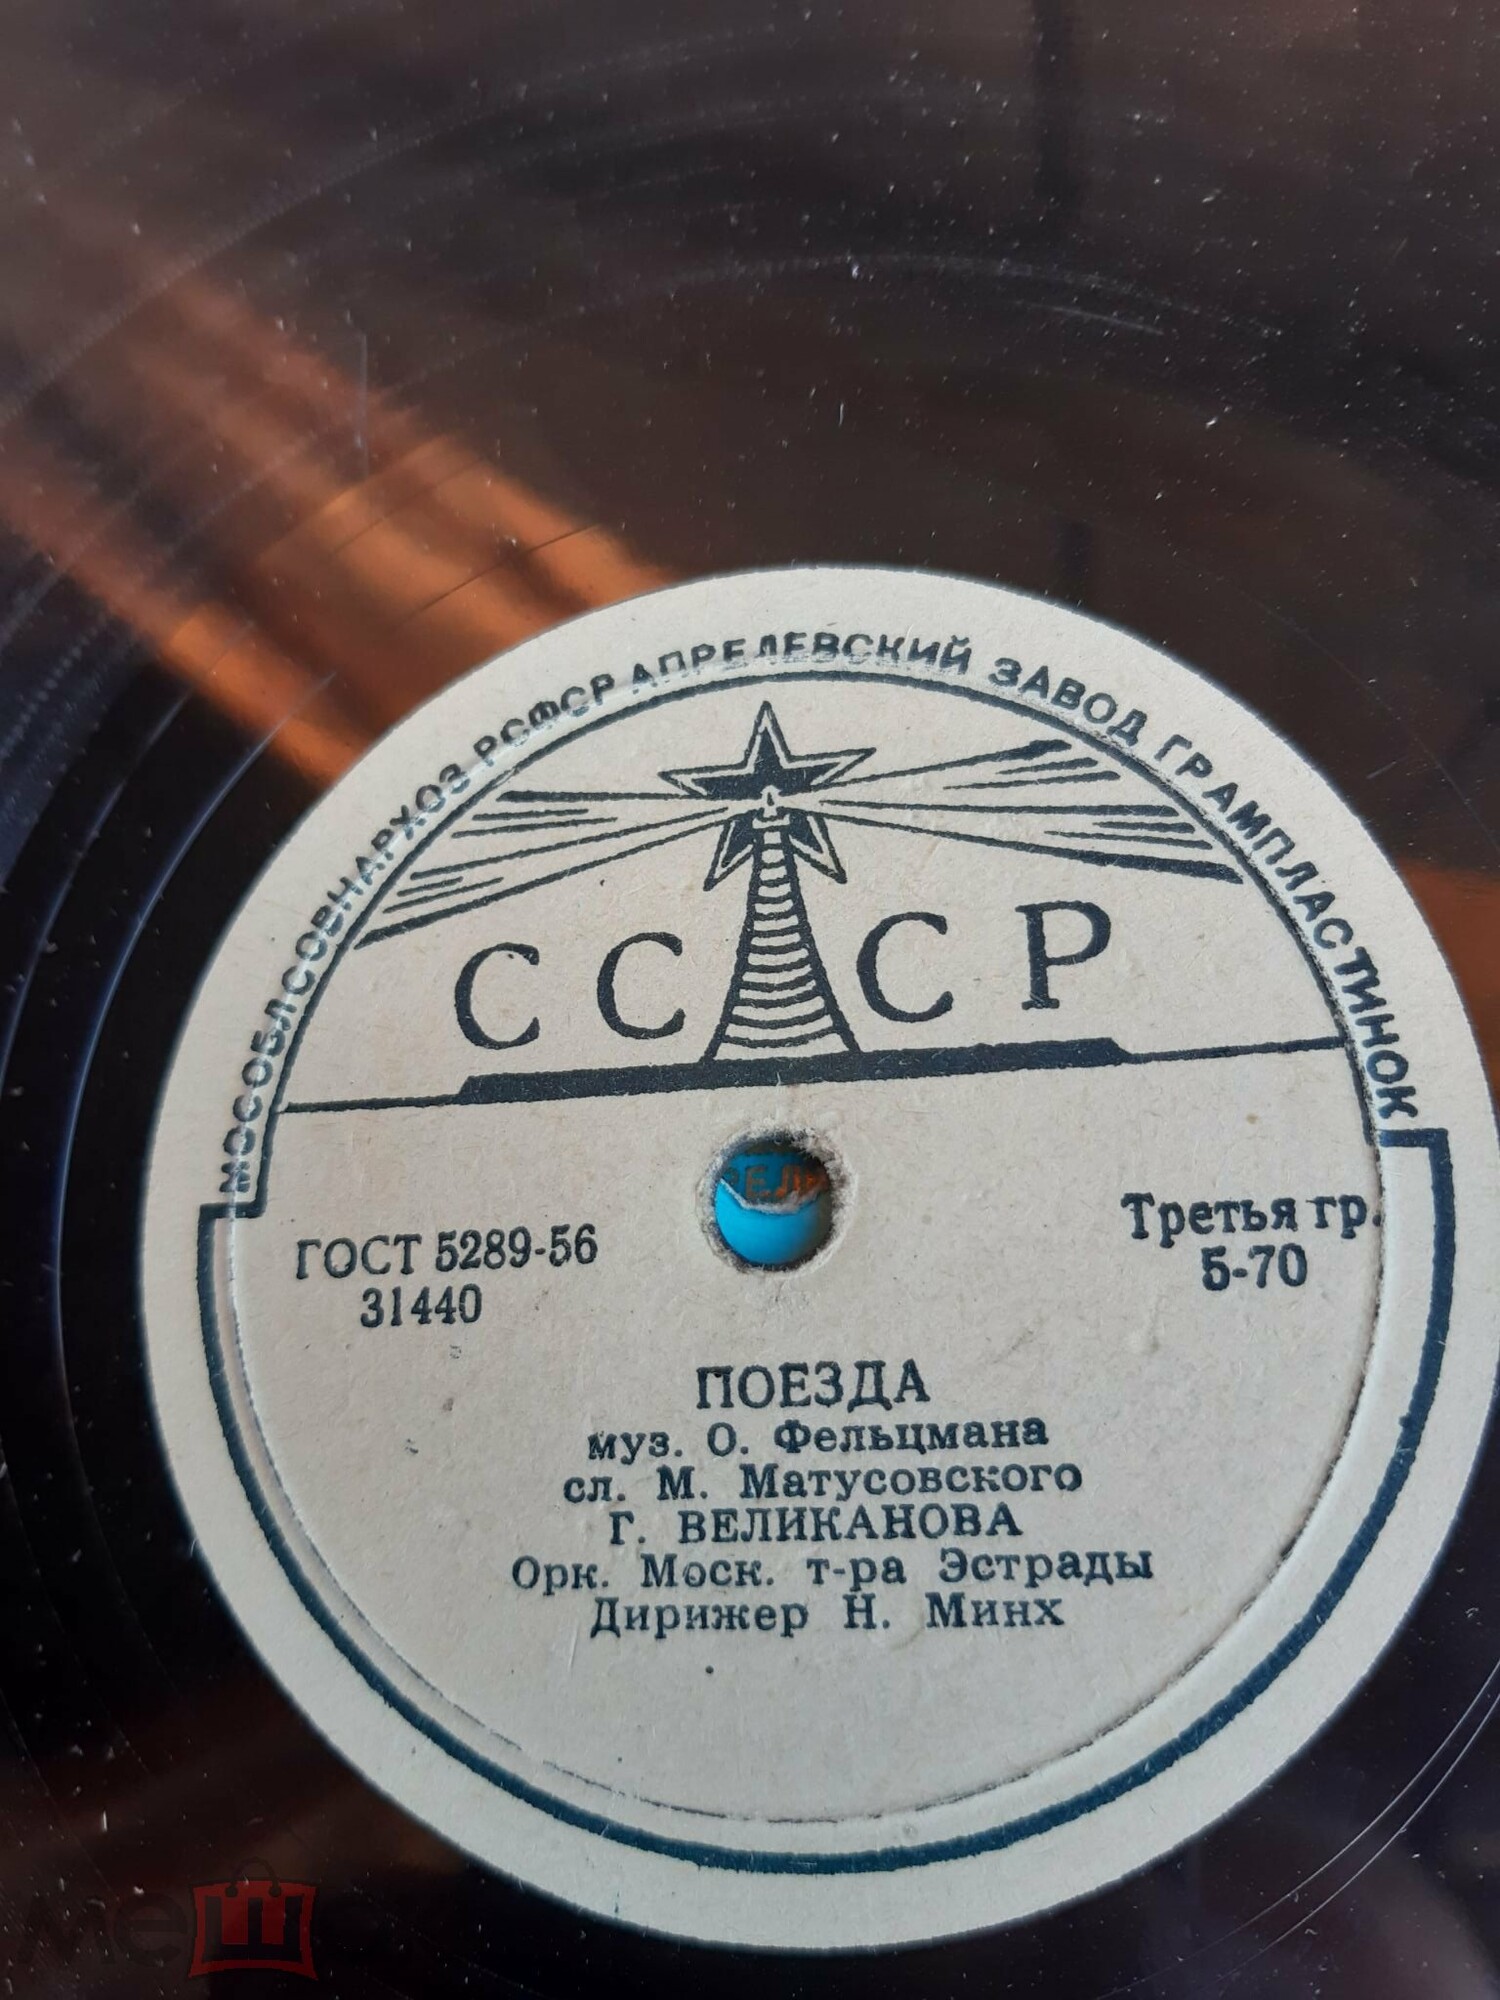 МОСОБЛСОВНАРХОЗ РСФСР АПРЕЛЕВСКИЙ ЗАВОД ГРАМПЛАСТИНОК
СССР
ГОСТ 5289-56
31440
Третья гр.
5-70
ПОЕЗДА
муз. О. Фельцмана
сл. М. Матусовского
Г. ВЕЛИКАНОВА
Орк. Моск. т-ра Эстрады
Дирижер Н. Минх
мешок